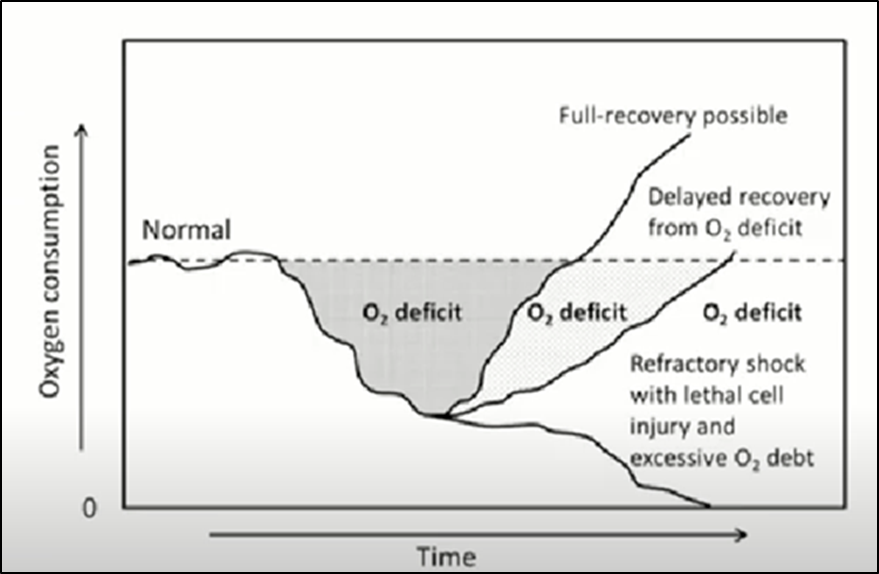 Full-recovery possible
Delayed recovery
from O₂ deficit
Normal
O₂ deficit
O₂ deficit
O₂ deficit
Refractory shock
with lethal cell
injury and
excessive O₂ debt
Oxygen consumption
0
Time